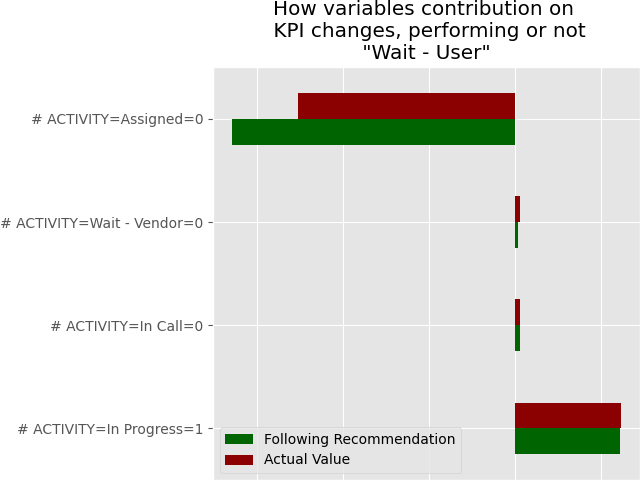 How variables contribution on
KPI changes, performing or not
"Wait - User"
# ACTIVITY=Assigned=0
# ACTIVITY=Wait - Vendor=0
# ACTIVITY=In Call=0
# ACTIVITY=In Progress=1
Following Recommendation
Actual Value